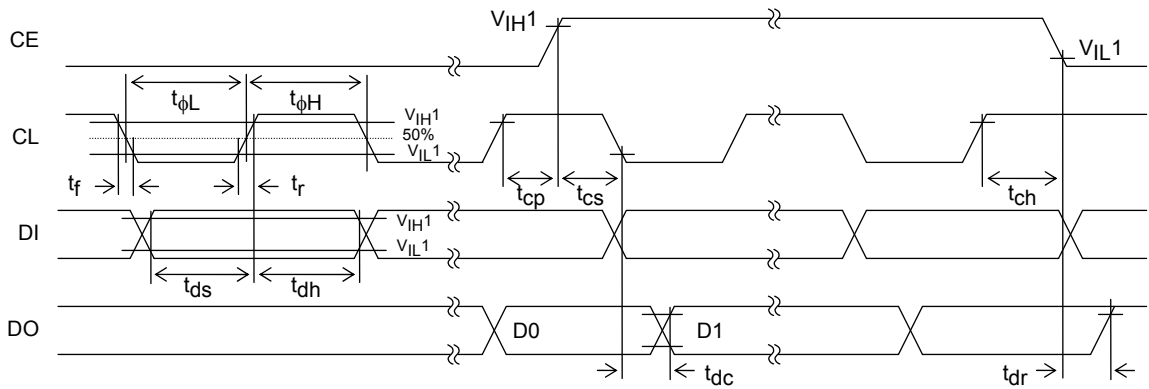 CE
VIH1
VIL1
tϕL
tϕH
CL
VIH1
50%
VIL1
tf
tr
tcp
tcs
tch
DI
VIH1
VIL1
tds
tdh
DO
D0
D1
tdc
tdr